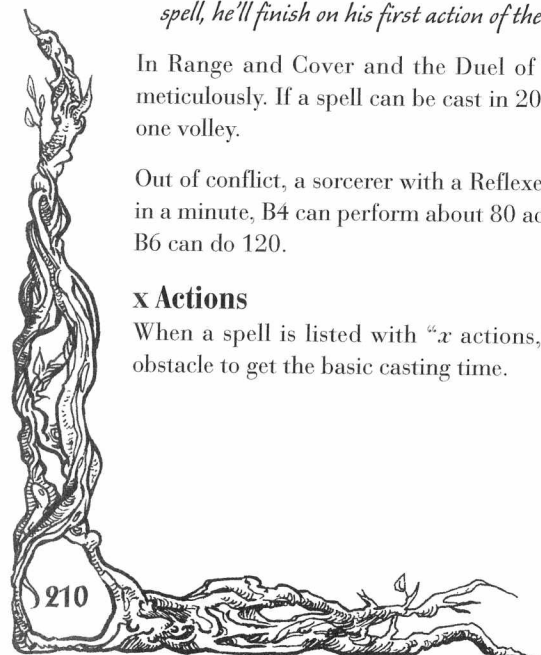 spell, he'll finish on his first action of the
In Range and Cover and the Duel of
meticulously. If a spell can be cast in 20
one volley.
Out of conflict, a sorcerer with a Reflexe
in a minute, B4 can perform about 80 ac
B6 can do 120.
x Actions
When a spell is listed with “x actions,
obstacle to get the basic casting time.
210